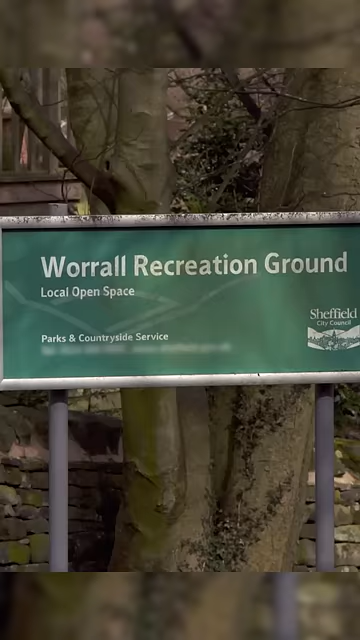 Worrall Recreation Ground
Local Open Space
Sheffield
City Council
Parks & Countryside Service